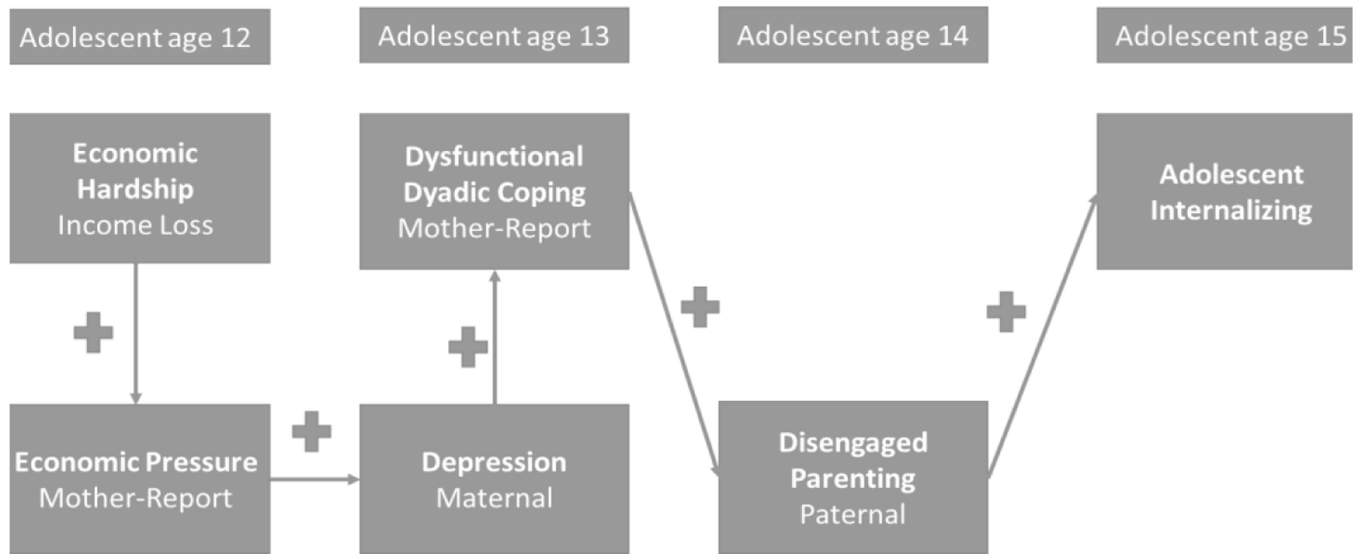 Adolescent age 12
Adolescent age 13
Adolescent age 14
Adolescent age 15
Economic
Hardship
Income Loss
Dysfunctional
Dyadic Coping
Mother-Report
Adolescent
Internalizing
Economic Pressure
Mother-Report
Depression
Maternal
Disengaged
Parenting
Paternal